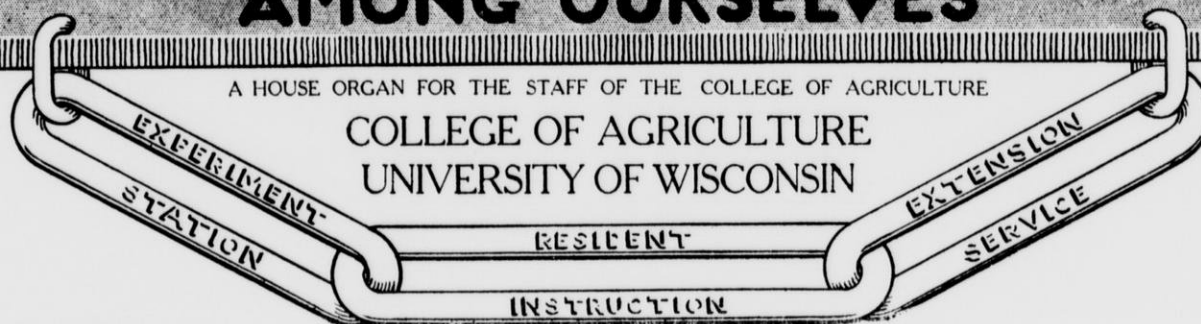 AMONG OURSELVES
A HOUSE ORGAN FOR THE STAFF OF THE COLLEGE OF AGRICULTURE
COLLEGE OF AGRICULTURE
UNIVERSITY OF WISCONSIN
EXPERIMENT
STATION
RESIDENT
INSTRUCTION
EXTENSION
SERVICE